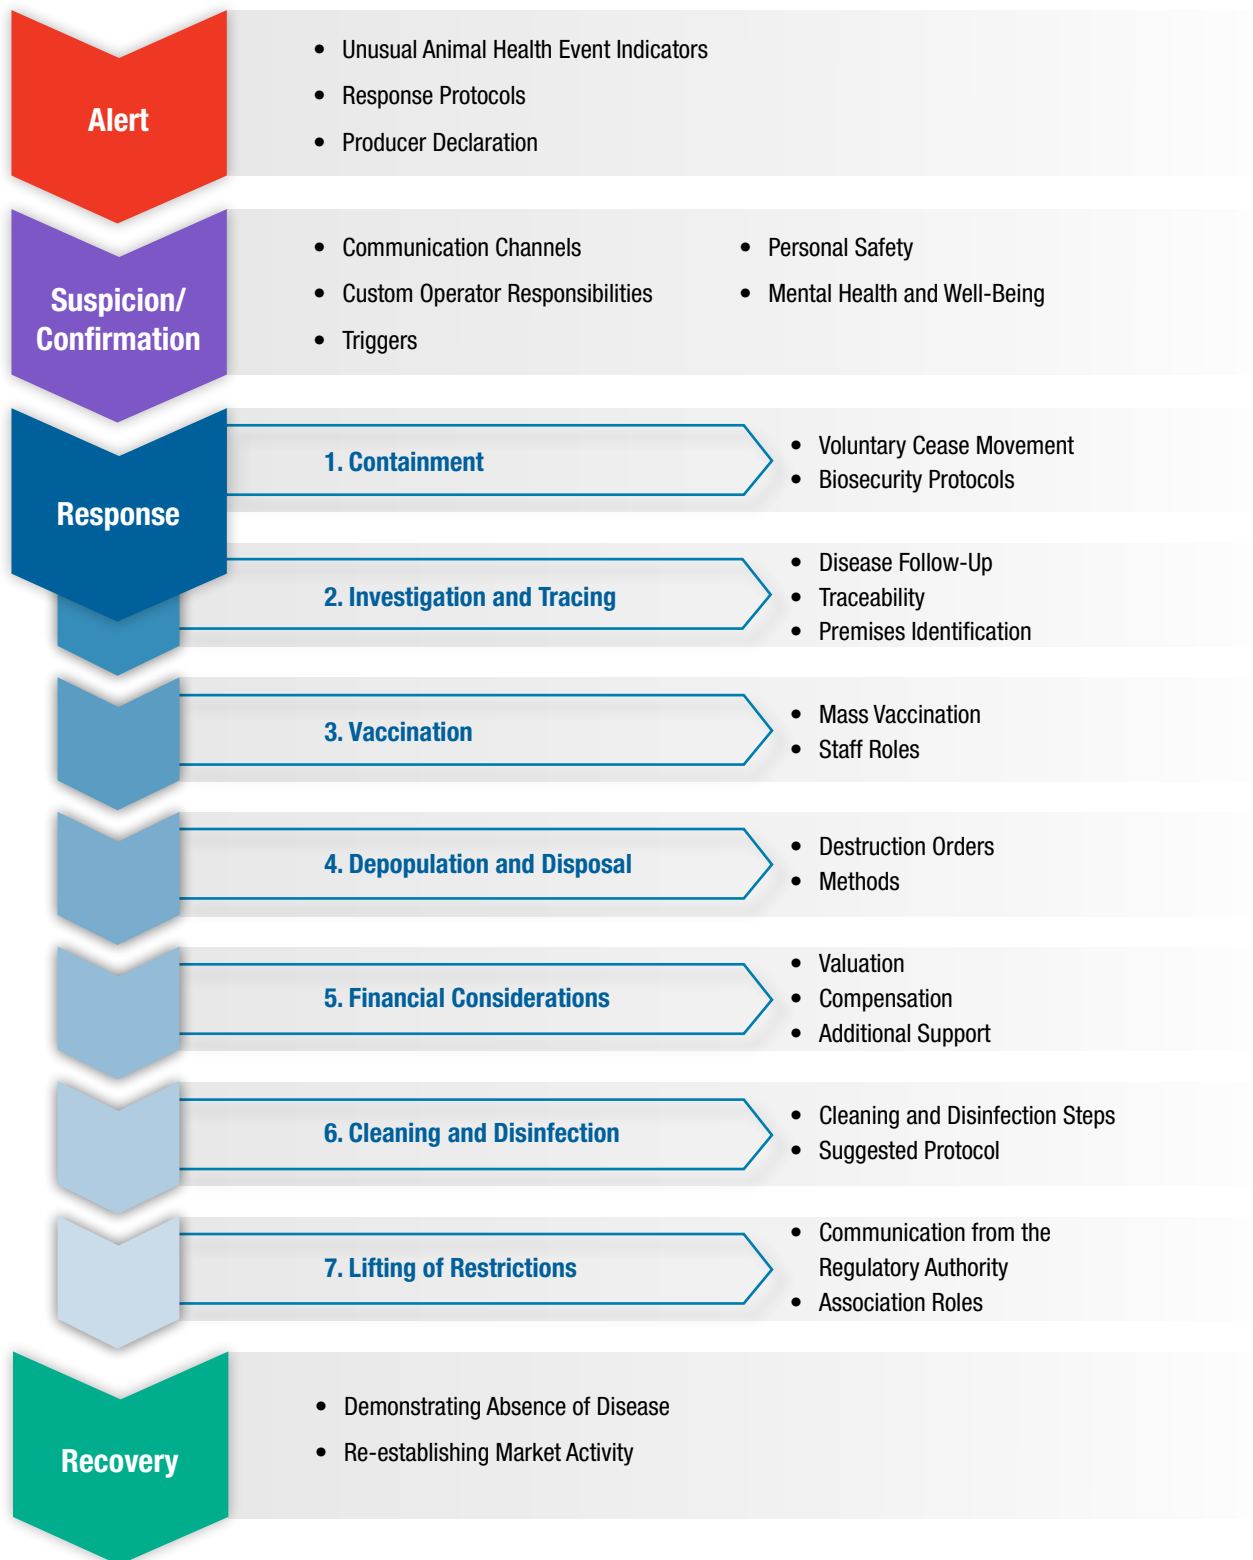 Alert
• Unusual Animal Health Event Indicators
• Response Protocols
• Producer Declaration
Suspicion/
Confirmation
• Communication Channels
• Custom Operator Responsibilities
• Triggers
• Personal Safety
• Mental Health and Well-Being
Response
1. Containment
• Voluntary Cease Movement
• Biosecurity Protocols
2. Investigation and Tracing
• Disease Follow-Up
• Traceability
• Premises Identification
3. Vaccination
• Mass Vaccination
• Staff Roles
4. Depopulation and Disposal
• Destruction Orders
• Methods
5. Financial Considerations
• Valuation
• Compensation
• Additional Support
6. Cleaning and Disinfection
• Cleaning and Disinfection Steps
• Suggested Protocol
7. Lifting of Restrictions
• Communication from the
Regulatory Authority
• Association Roles
Recovery
• Demonstrating Absence of Disease
• Re-establishing Market Activity